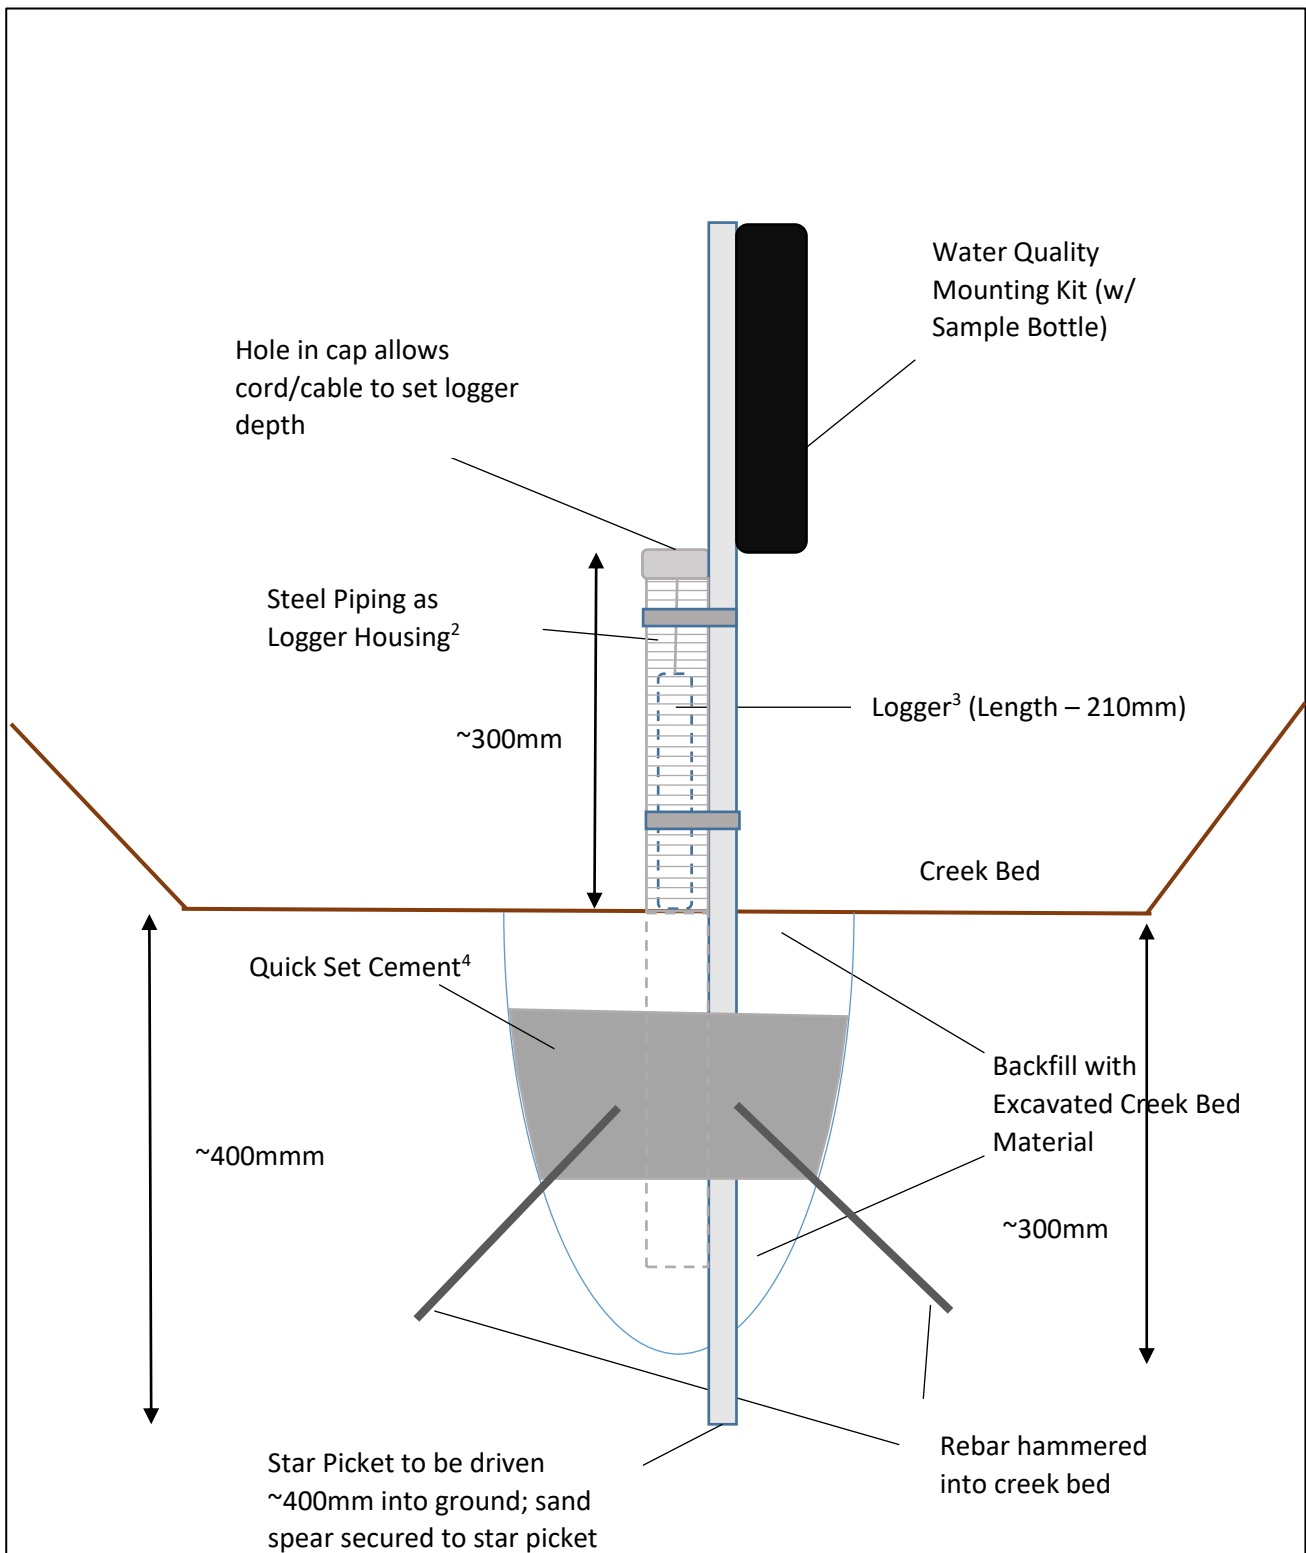 Water Quality
Mounting Kit (w/
Sample Bottle)
Hole in cap allows
cord/cable to set logger
depth
Steel Piping as
Logger Housing²
Logger³ (Length – 210mm)
~300mm
Creek Bed
Quick Set Cement⁴
Backfill with
Excavated Creek Bed
Material
~400mmm
~300mm
Rebar hammered
into creek bed
Star Picket to be driven
~400mm into ground; sand
spear secured to star picket